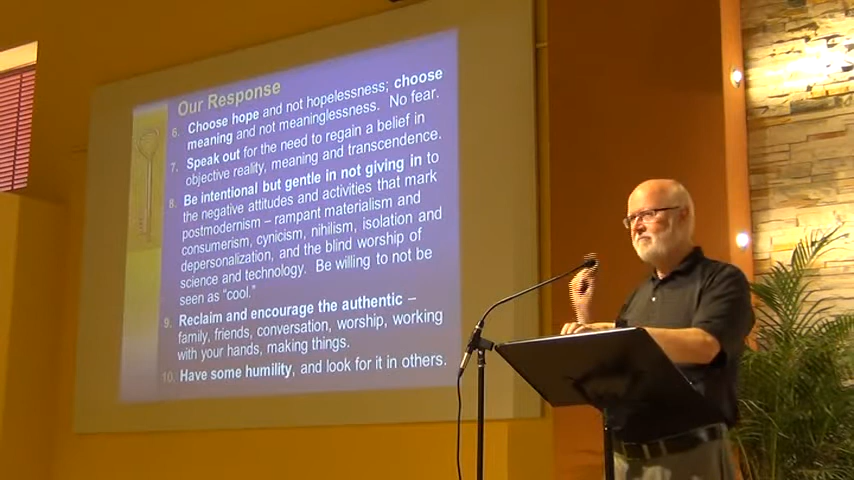 Our Response
6. Choose hope and not hopelessness; choose
meaning and not meaninglessness. No fear.
7. Speak out for the need to regain a belief in
objective reality, meaning and transcendence.
8. Be intentional but gentle in not giving in to
the negative attitudes and activities that mark
postmodernism – rampant materialism and
consumerism, cynicism, nihilism, isolation and
depersonalization, and the blind worship of
science and technology. Be willing to not be
seen as "cool."
9. Reclaim and encourage the authentic –
family, friends, conversation, worship, working
with your hands, making things.
10. Have some humility, and look for it in others.